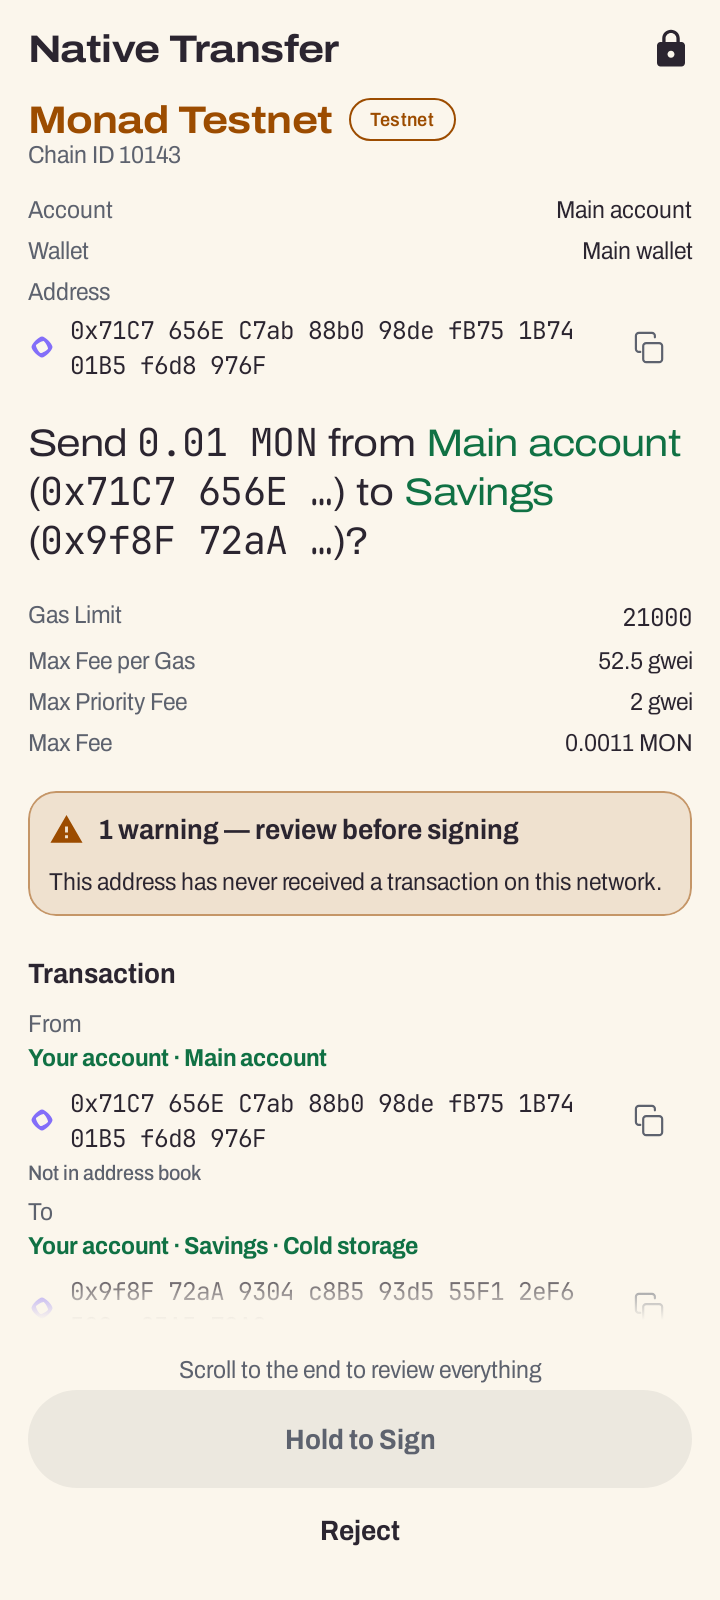 Native Transfer
Monad Testnet Testnet
Chain ID 10143
Account Main account
Wallet Main wallet
Address
0x71C7 656E C7ab 88b0 98de fB75 1B74
01B5 f6d8 976F
Send 0.01 MON from Main account
(0x71C7 656E …) to Savings
(0x9f8F 72aA …)?
Gas Limit 21000
Max Fee per Gas 52.5 gwei
Max Priority Fee 2 gwei
Max Fee 0.0011 MON
1 warning — review before signing
This address has never received a transaction on this network.
Transaction
From
Your account · Main account
0x71C7 656E C7ab 88b0 98de fB75 1B74
01B5 f6d8 976F
Not in address book
To
Your account · Savings · Cold storage
0x9f8F 72aA 9304 c8B5 93d5 55F1 2eF6
Scroll to the end to review everything
Hold to Sign
Reject